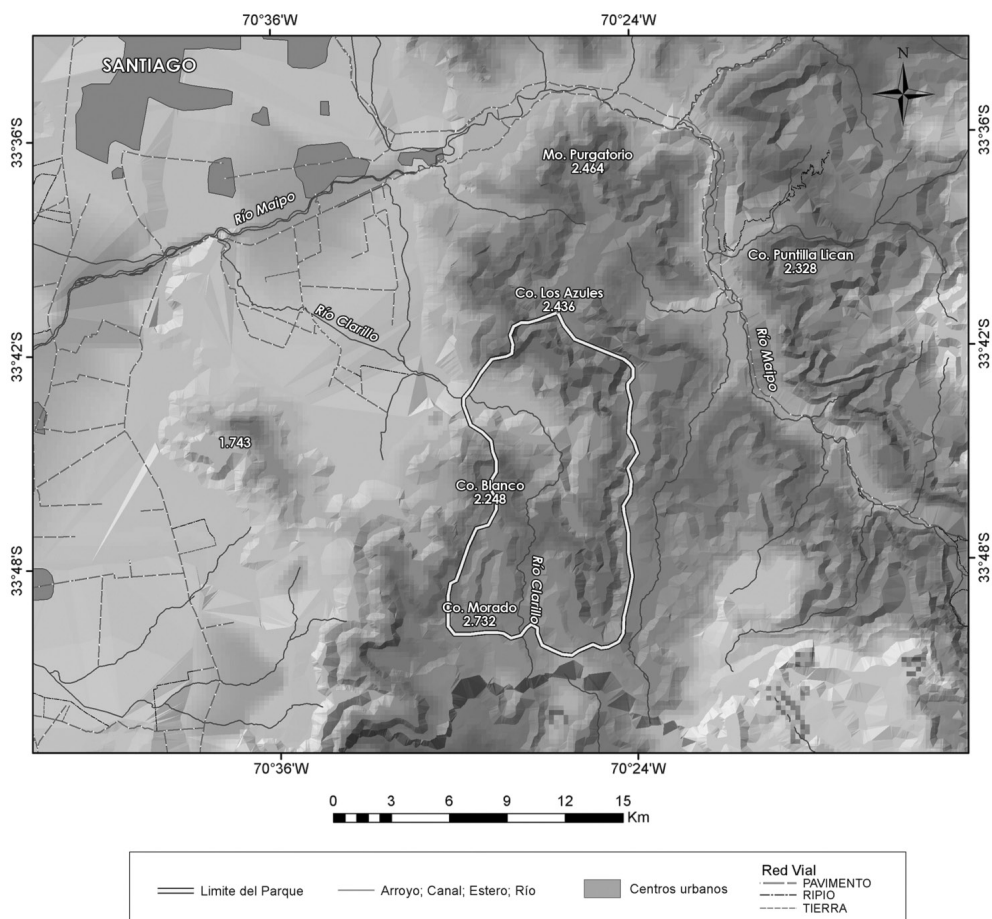 70°36'W
70°24'W
SANTIAGO
N
33°36'S
33°36'S
Mo. Purgatorio
2.464
Río Maipo
Co. Puntilla Lican
2.328
Co. Los Azules
2.436
Río Clarillo
33°42'S
33°42'S
Río Maipo
1.743
Co. Blanco
2.248
33°48'S
33°48'S
Río Clarillo
Co. Morado
2.732
70°36'W
70°24'W
0 3 6 9 12 15
Km
Limite del Parque
Arroyo; Canal; Estero; Río
Centros urbanos
Red Vial
PAVIMENTO
RIPIO
TIERRA